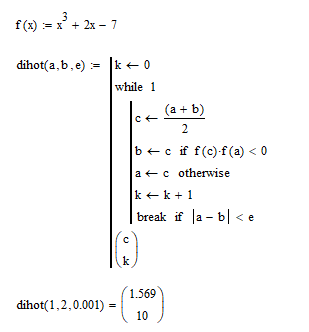 f(x) := x³ + 2x − 7
dihot(a, b, e) := k ← 0
while 1
c ← (a + b) / 2
b ← c if f(c)·f(a) < 0
a ← c otherwise
k ← k + 1
break if |a − b| < e
(c
k)
dihot(1, 2, 0.001) = (1.569
10)